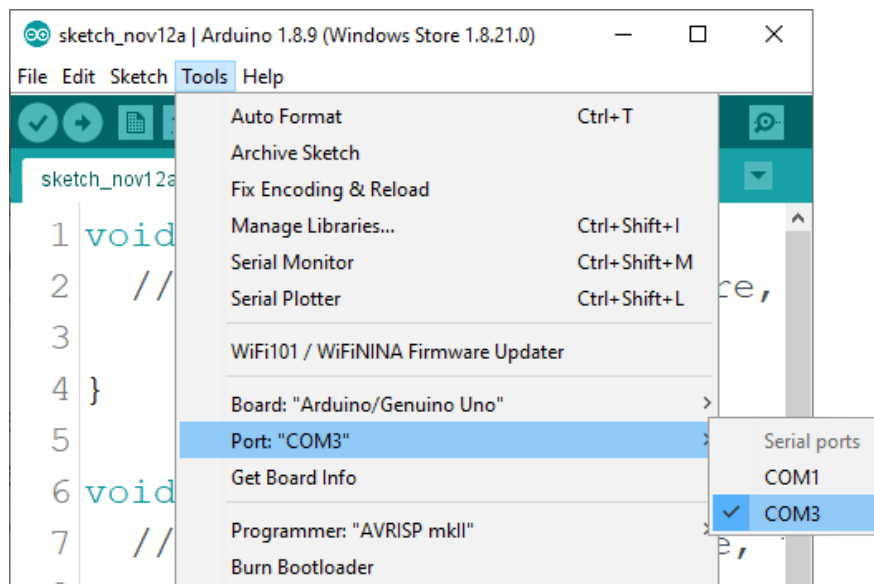 sketch_nov12a | Arduino 1.8.9 (Windows Store 1.8.21.0)
File Edit Sketch Tools Help
Auto Format Ctrl+T
Archive Sketch
sketch_nov12a
Fix Encoding & Reload
Manage Libraries... Ctrl+Shift+I
Serial Monitor Ctrl+Shift+M
Serial Plotter Ctrl+Shift+L
WiFi101 / WiFiNINA Firmware Updater
Board: "Arduino/Genuino Uno"
Port: "COM3"
Get Board Info
Programmer: "AVRISP mkII"
Burn Bootloader
Serial ports
COM1
COM3
1 void
2 // re,
3
4 }
5
6 void
7 // e,